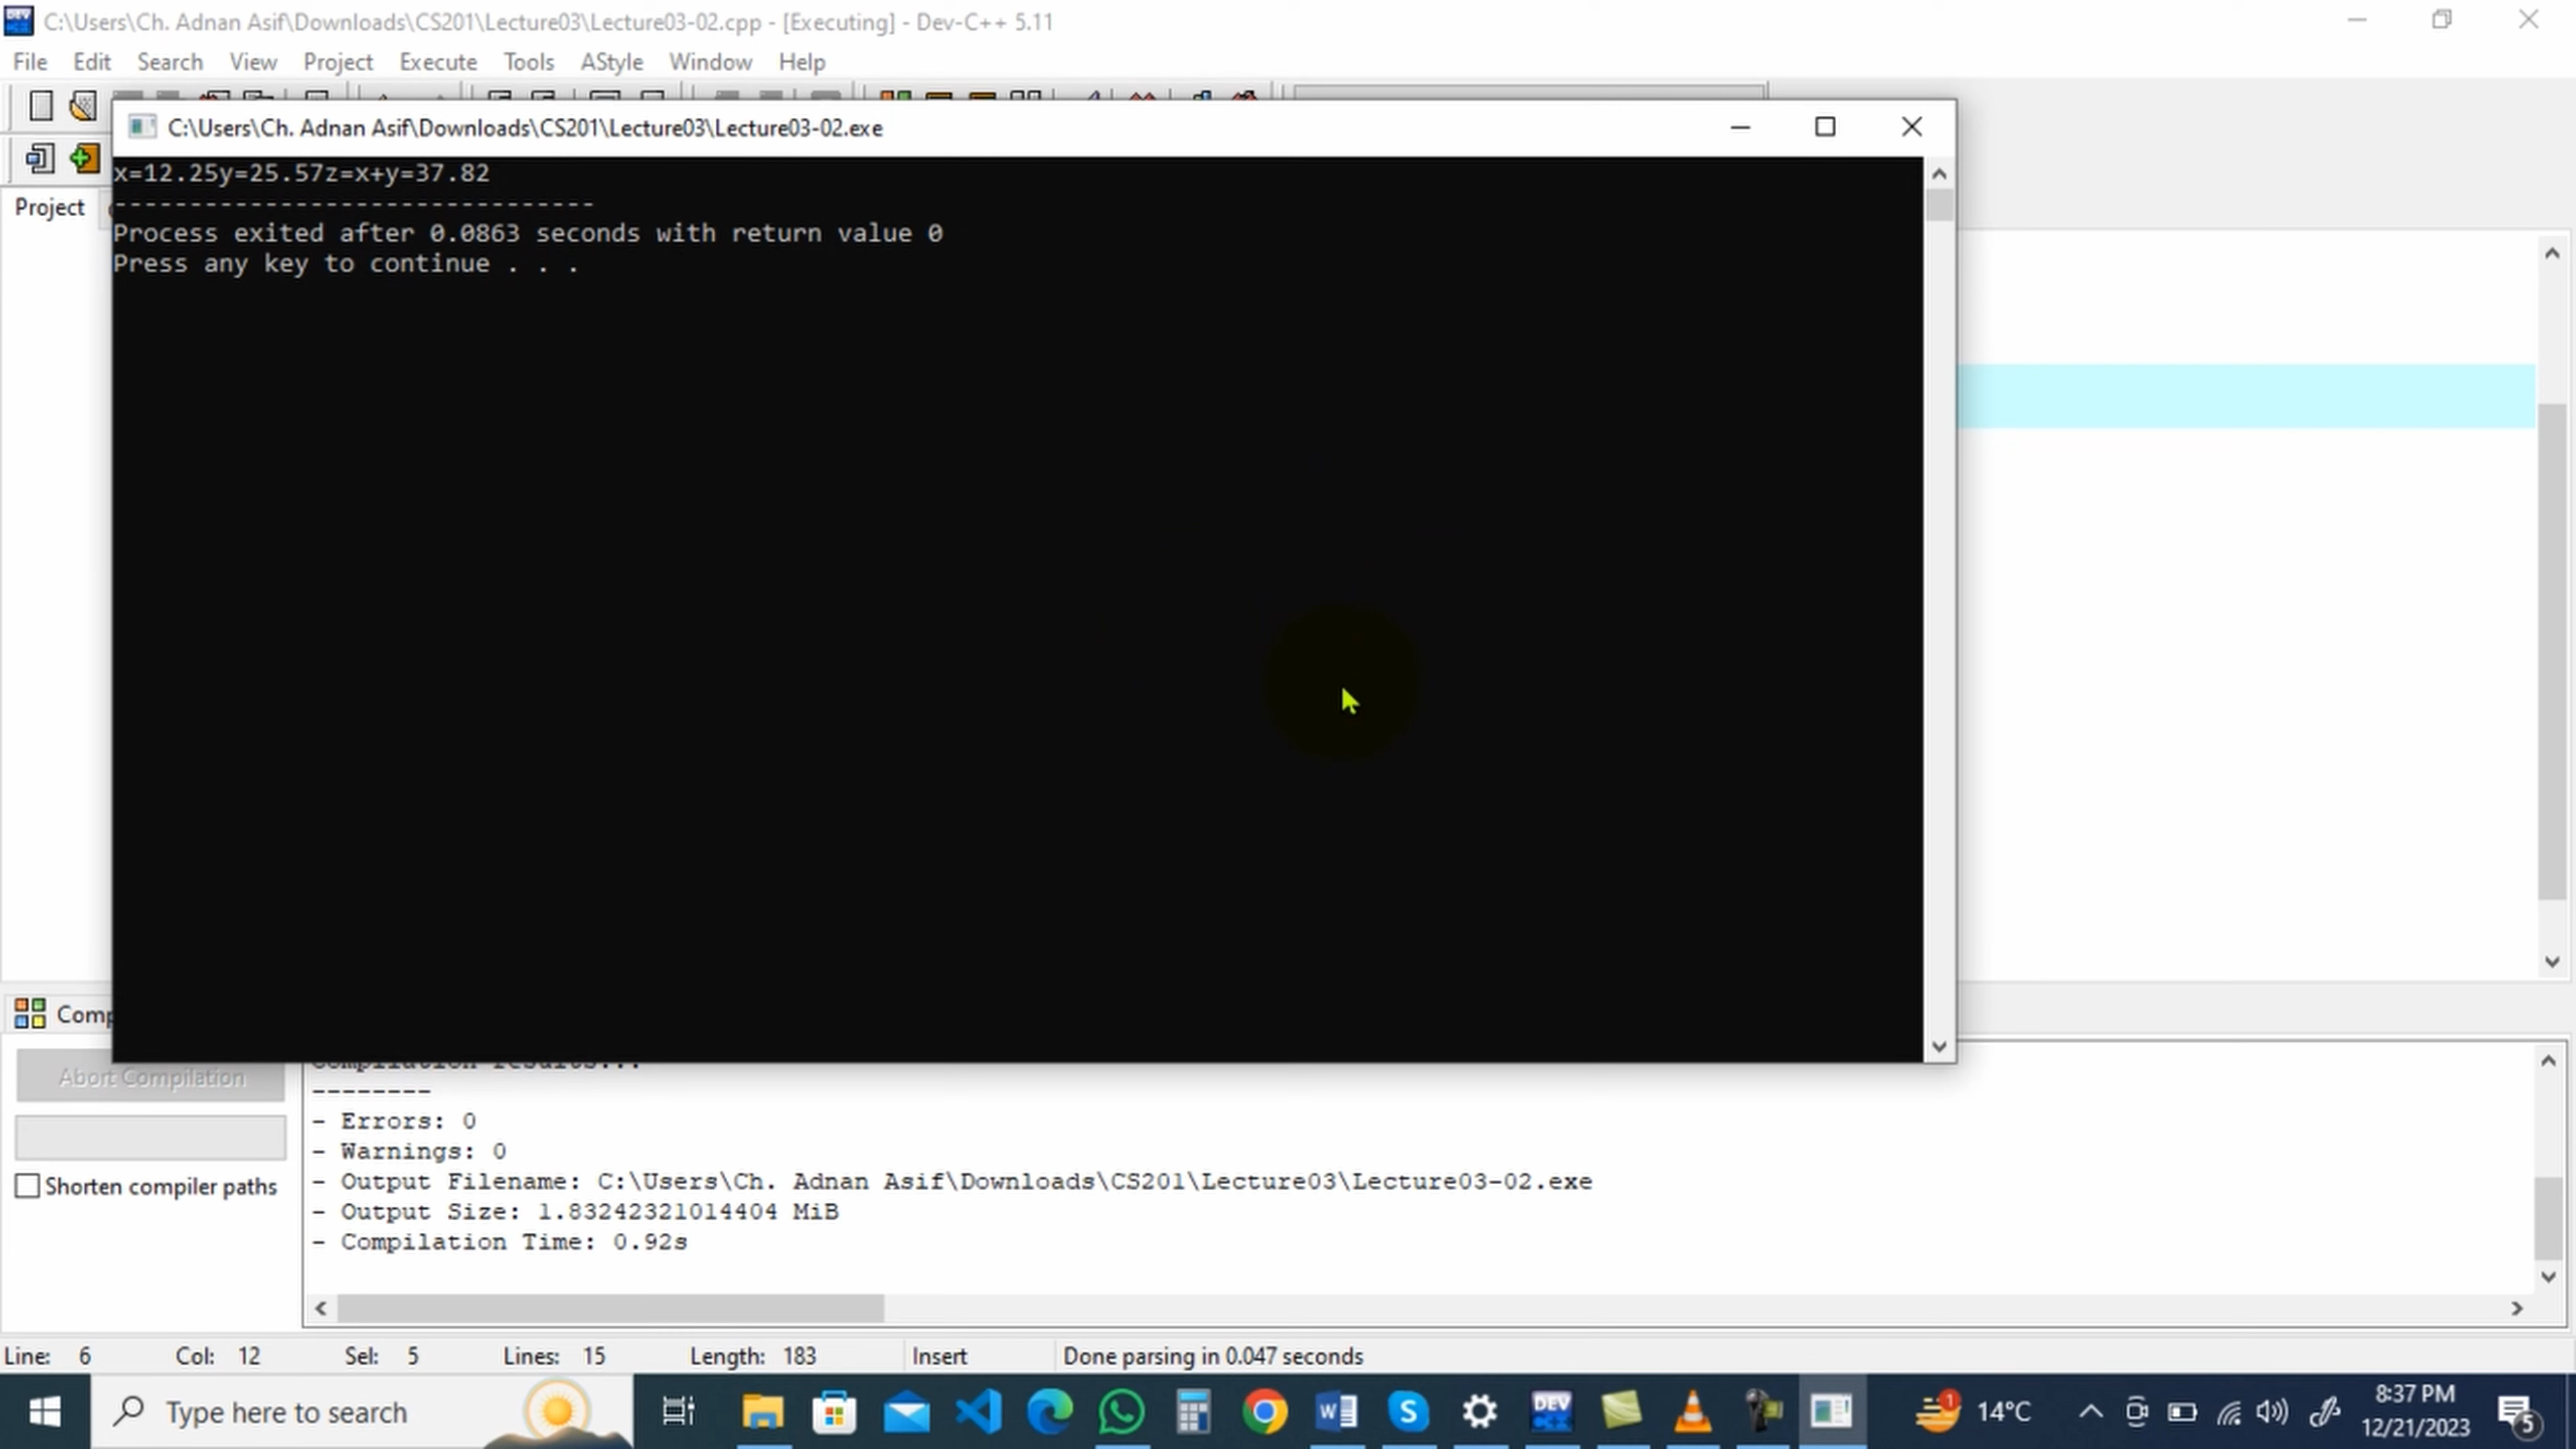 C:\Users\Ch. Adnan Asif\Downloads\CS201\Lecture03\Lecture03-02.cpp - [Executing] - Dev-C++ 5.11
File Edit Search View Project Execute Tools AStyle Window Help
C:\Users\Ch. Adnan Asif\Downloads\CS201\Lecture03\Lecture03-02.exe
x=12.25y=25.57z=x+y=37.82
--------------------------------
Process exited after 0.0863 seconds with return value 0
Press any key to continue . . .
Project
Comp
Abort Compilation
Shorten compiler paths
Compilation results...
--------
- Errors: 0
- Warnings: 0
- Output Filename: C:\Users\Ch. Adnan Asif\Downloads\CS201\Lecture03\Lecture03-02.exe
- Output Size: 1.83242321014404 MiB
- Compilation Time: 0.92s
Line: 6 Col: 12 Sel: 5 Lines: 15 Length: 183 Insert Done parsing in 0.047 seconds
Type here to search
DEV
1
14°C
8:37 PM
12/21/2023
5